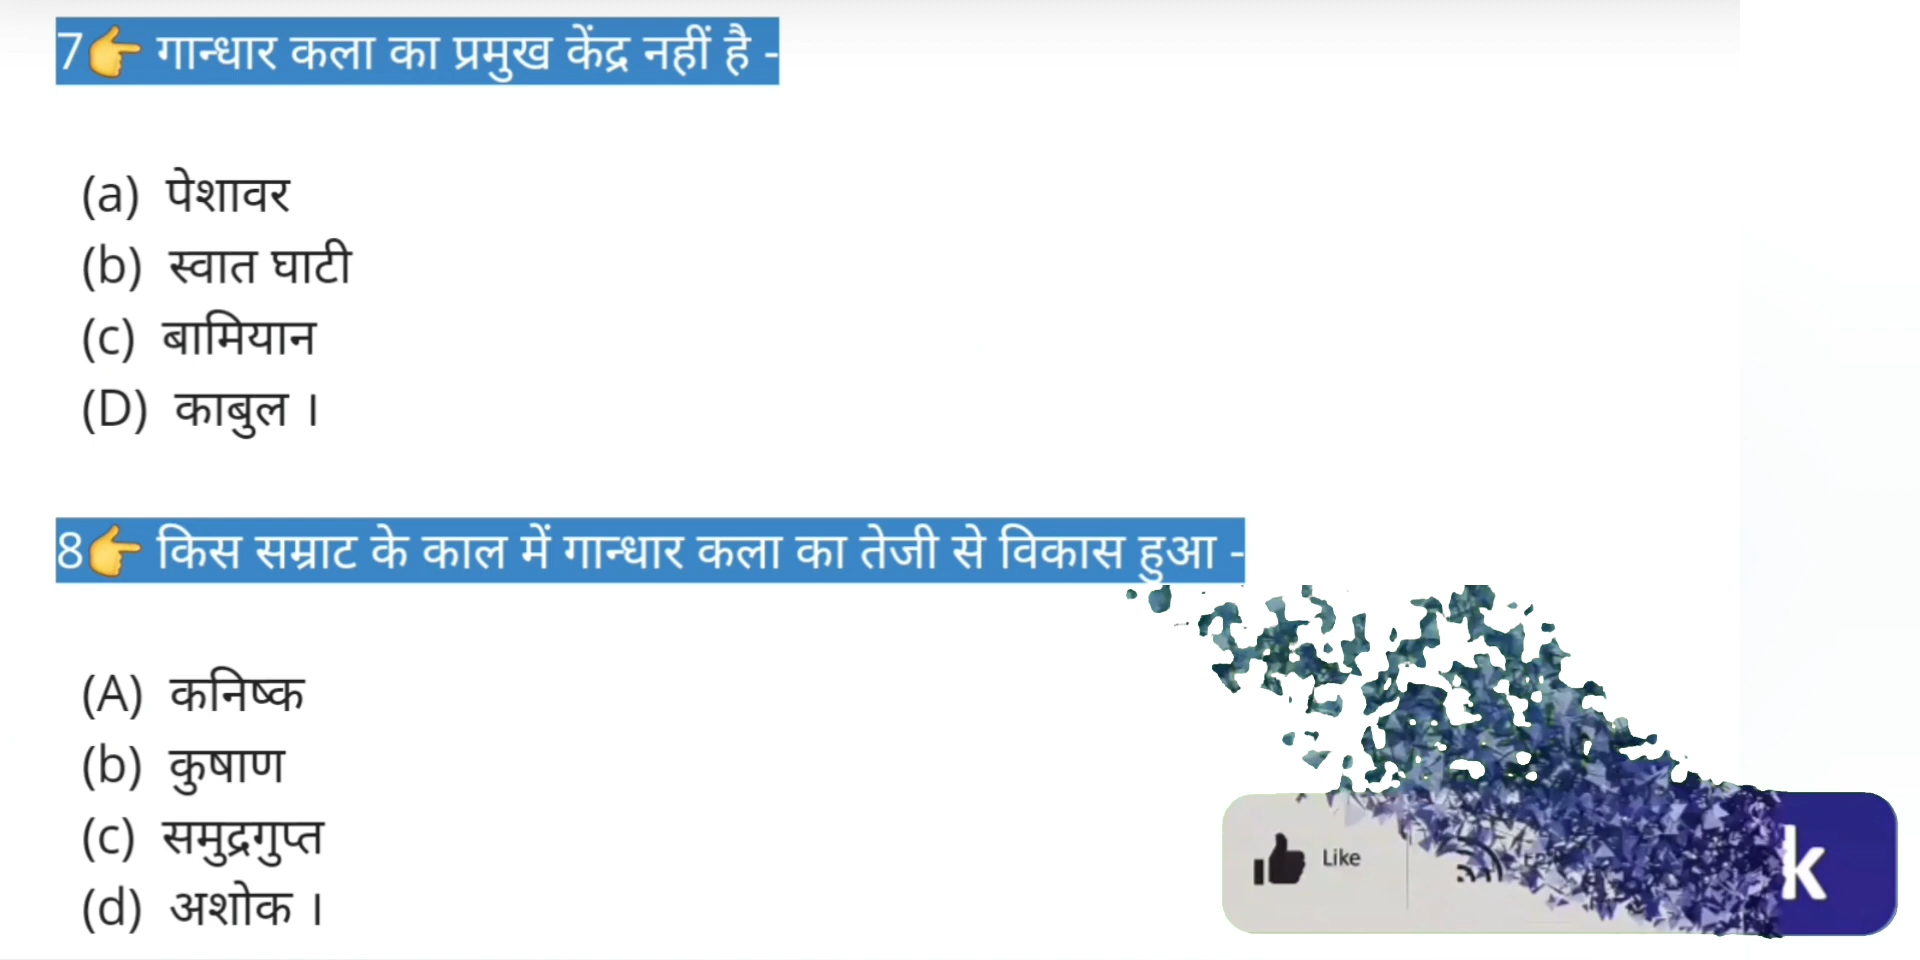 7👉 गान्धार कला का प्रमुख केंद्र नहीं है -
(a) पेशावर
(b) स्वात घाटी
(c) बामियान
(D) काबुल ।
8👉 किस सम्राट के काल में गान्धार कला का तेजी से विकास हुआ -
(A) कनिष्क
(b) कुषाण
(c) समुद्रगुप्त
(d) अशोक ।
Like
k